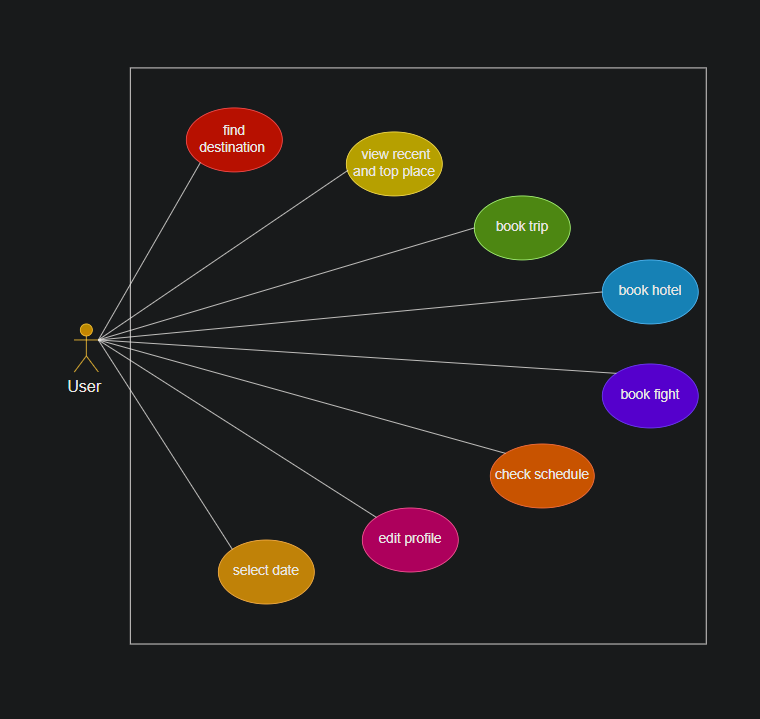 find
destination
view recent
and top place
book trip
book hotel
User
book fight
check schedule
edit profile
select date